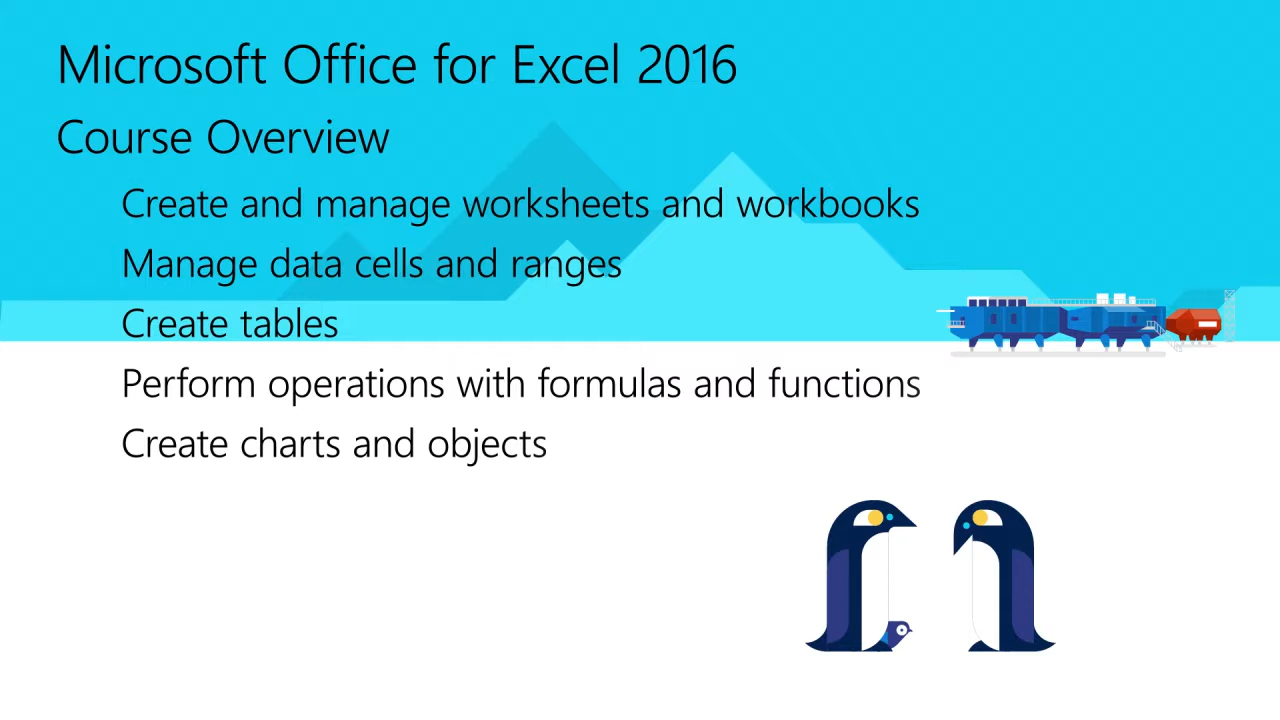 Microsoft Office for Excel 2016
Course Overview
Create and manage worksheets and workbooks
Manage data cells and ranges
Create tables
Perform operations with formulas and functions
Create charts and objects